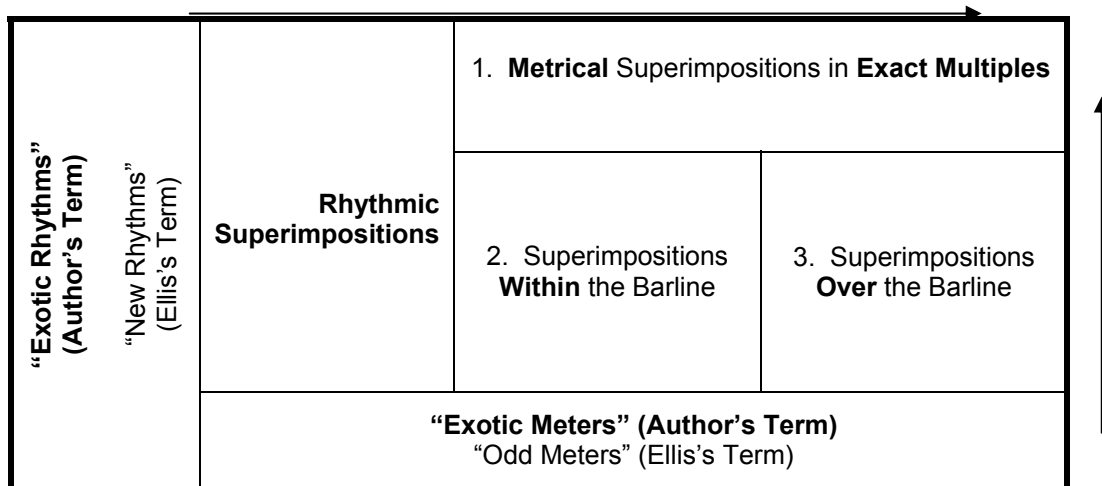 “Exotic Rhythms”
(Author’s Term)
“New Rhythms”
(Ellis’s Term)
Rhythmic
Superimpositions
1. Metrical Superimpositions in Exact Multiples
2. Superimpositions
Within the Barline
3. Superimpositions
Over the Barline
“Exotic Meters” (Author’s Term)
“Odd Meters” (Ellis’s Term)